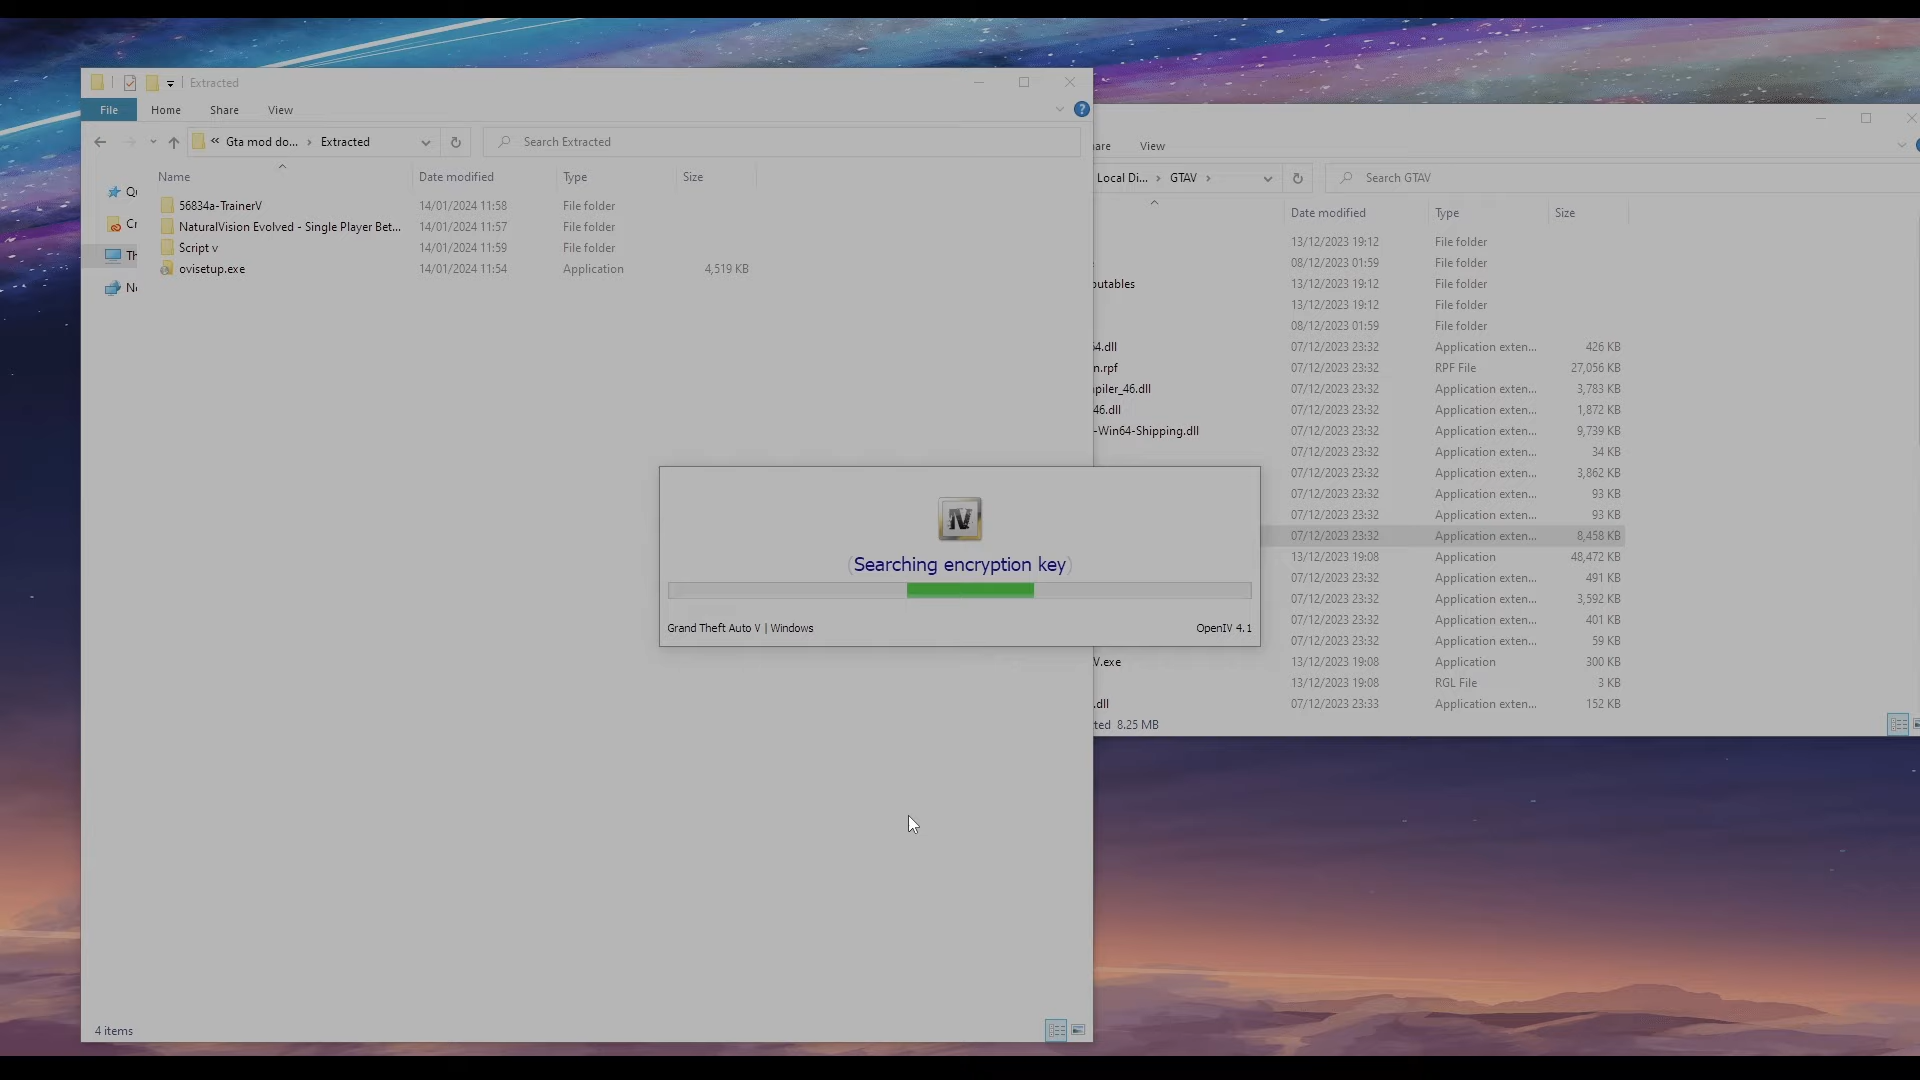 Extracted
File Home Share View
Gta mod do... › Extracted
Search Extracted
Name Date modified Type Size
56834a-TrainerV 14/01/2024 11:58 File folder
NaturalVision Evolved - Single Player Bet... 14/01/2024 11:57 File folder
Script v 14/01/2024 11:59 File folder
ovisetup.exe 14/01/2024 11:54 Application 4,519 KB
Qu
Cr
Th
Ne
4 items
are View
Local Di... › GTAV ›
Search GTAV
Date modified Type Size
13/12/2023 19:12 File folder
08/12/2023 01:59 File folder
butables 13/12/2023 19:12 File folder
13/12/2023 19:12 File folder
08/12/2023 01:59 File folder
64.dll 07/12/2023 23:32 Application exten... 426 KB
n.rpf 07/12/2023 23:32 RPF File 27,056 KB
piler_46.dll 07/12/2023 23:32 Application exten... 3,783 KB
46.dll 07/12/2023 23:32 Application exten... 1,872 KB
-Win64-Shipping.dll 07/12/2023 23:32 Application exten... 9,739 KB
07/12/2023 23:32 Application exten... 34 KB
07/12/2023 23:32 Application exten... 3,862 KB
07/12/2023 23:32 Application exten... 93 KB
07/12/2023 23:32 Application exten... 93 KB
07/12/2023 23:32 Application exten... 8,458 KB
13/12/2023 19:08 Application 48,472 KB
07/12/2023 23:32 Application exten... 491 KB
07/12/2023 23:32 Application exten... 3,592 KB
07/12/2023 23:32 Application exten... 401 KB
07/12/2023 23:32 Application exten... 59 KB
V.exe 13/12/2023 19:08 Application 300 KB
13/12/2023 19:08 RGL File 3 KB
.dll 07/12/2023 23:33 Application exten... 152 KB
ted 8.25 MB
IV
(Searching encryption key)
Grand Theft Auto V | Windows
OpenIV 4.1